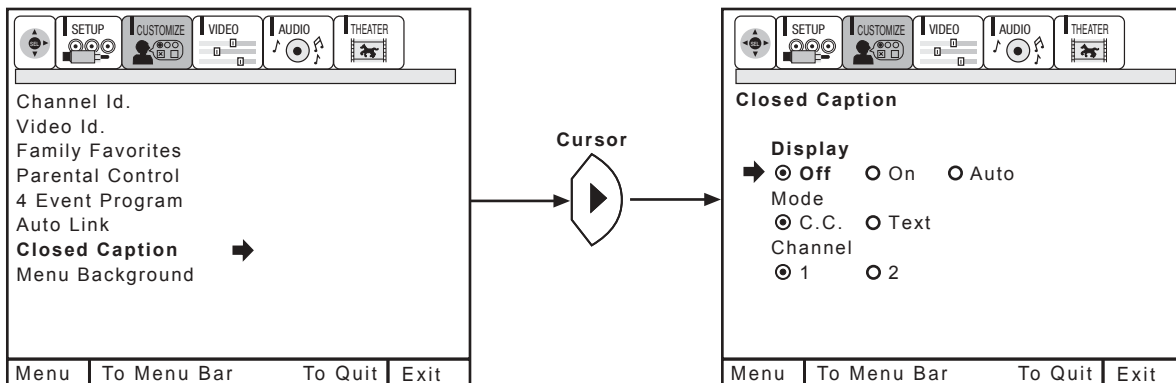 SEL SETUP CUSTOMIZE VIDEO AUDIO THEATER
Channel Id.
Video Id.
Family Favorites
Parental Control
4 Event Program
Auto Link
Closed Caption
Menu Background
Menu To Menu Bar To Quit Exit
Cursor
SEL SETUP CUSTOMIZE VIDEO AUDIO THEATER
Closed Caption
Display
Off On Auto
Mode
C.C. Text
Channel
1 2
Menu To Menu Bar To Quit Exit